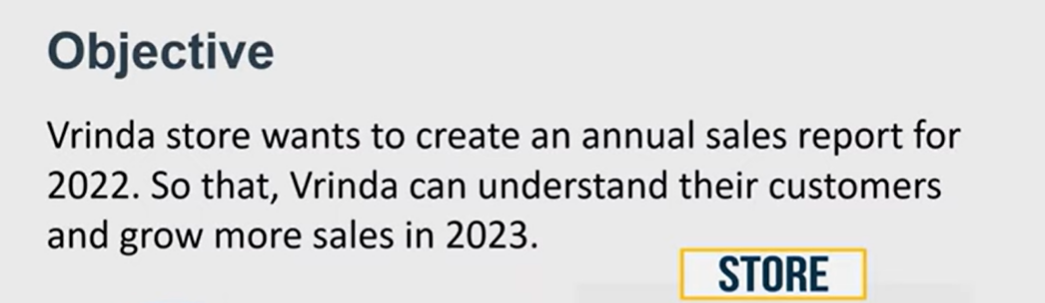 Objective
Vrinda store wants to create an annual sales report for
2022. So that, Vrinda can understand their customers
and grow more sales in 2023.
STORE